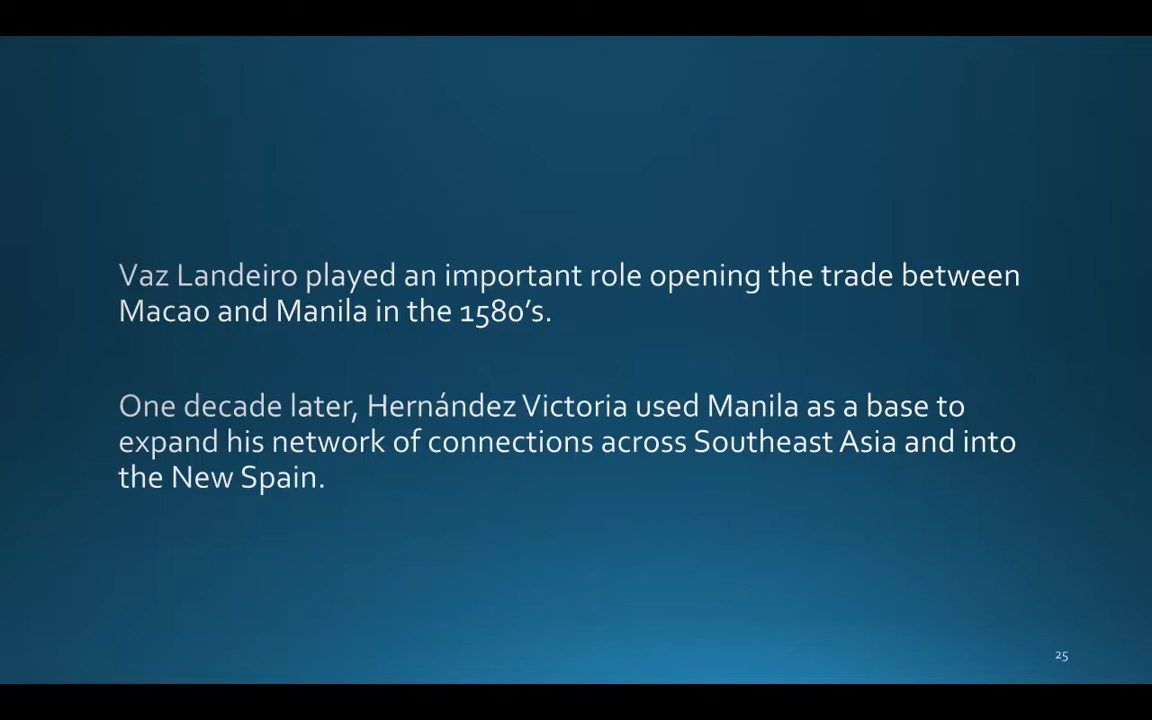 Vaz Landeiro played an important role opening the trade between
Macao and Manila in the 1580’s.
One decade later, Hernández Victoria used Manila as a base to
expand his network of connections across Southeast Asia and into
the New Spain.
25